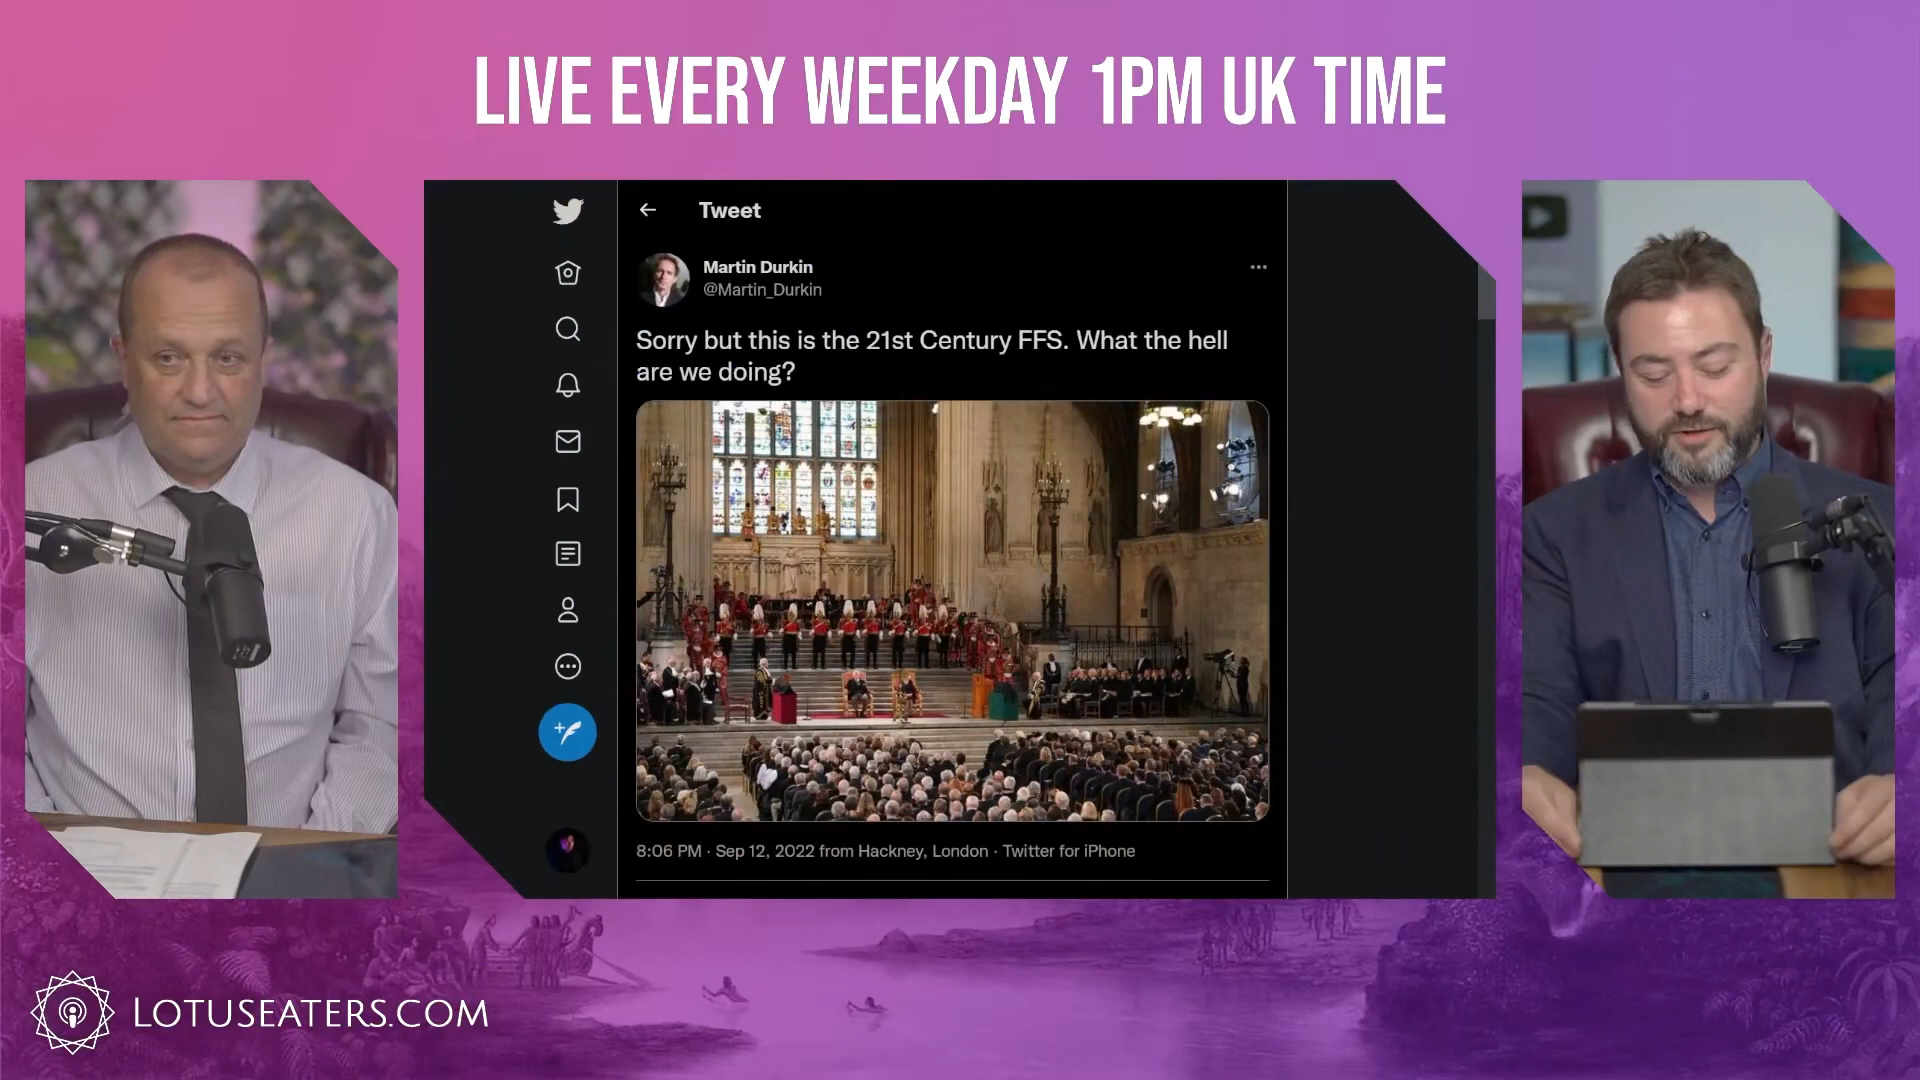 LIVE EVERY WEEKDAY 1PM UK TIME
Tweet
Martin Durkin
@Martin_Durkin
Sorry but this is the 21st Century FFS. What the hell
are we doing?
8:06 PM · Sep 12, 2022 from Hackney, London · Twitter for iPhone
LOTUSEATERS.COM